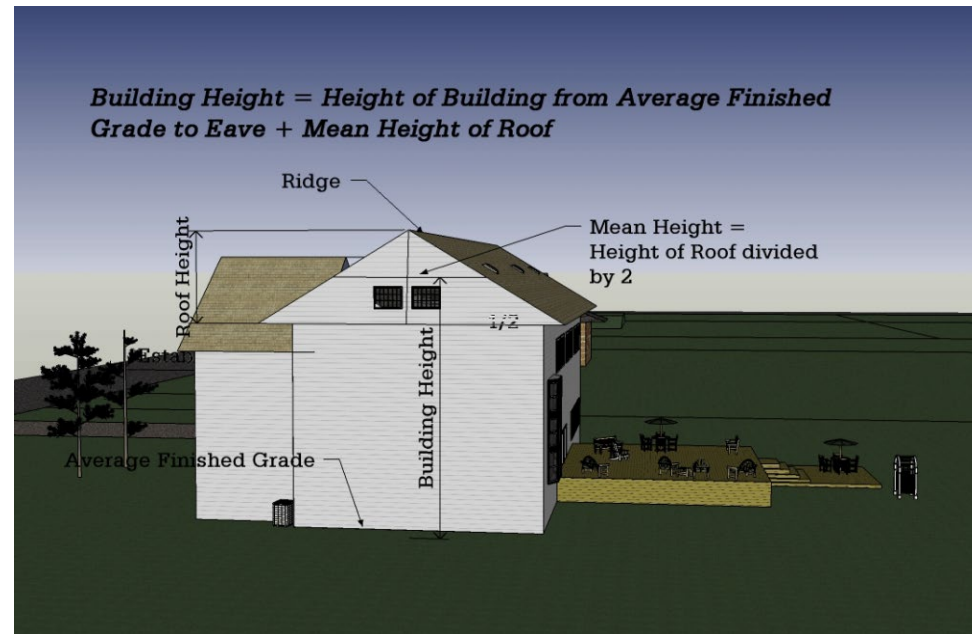 Building Height = Height of Building from Average Finished
Grade to Eave + Mean Height of Roof
Ridge
Mean Height =
Height of Roof divided
by 2
Roof Height
1/2
Building Height
Average Finished Grade